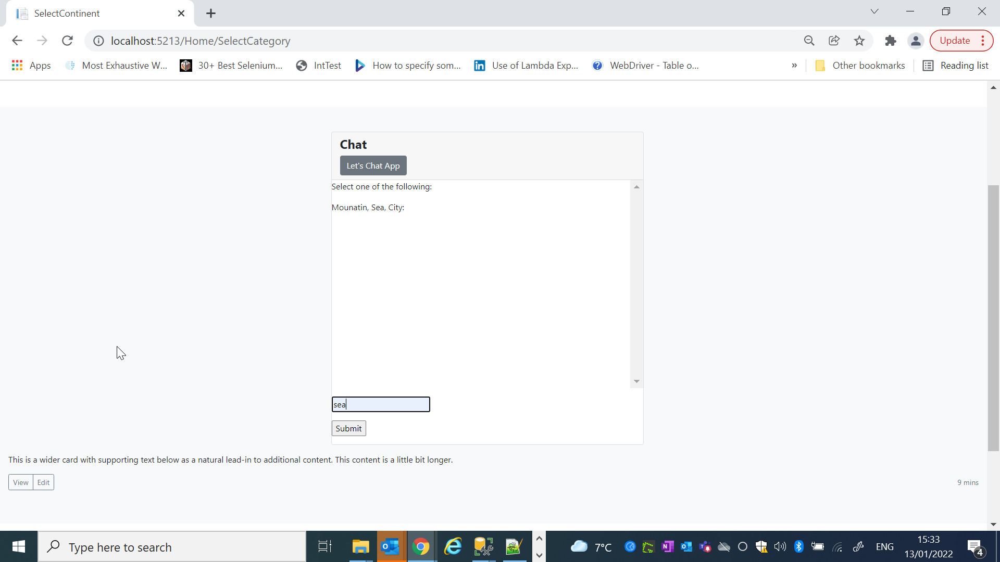 SelectContinent
localhost:5213/Home/SelectCategory
Update
Apps
Most Exhaustive W...
30+ Best Selenium...
IntTest
How to specify som...
Use of Lambda Exp...
WebDriver - Table o...
»
Other bookmarks
Reading list
Chat
Let's Chat App
Select one of the following:
Mounatin, Sea, City:
sea
Submit
This is a wider card with supporting text below as a natural lead-in to additional content. This content is a little bit longer.
View
Edit
9 mins
Type here to search
7°C
ENG
15:33
13/01/2022
4